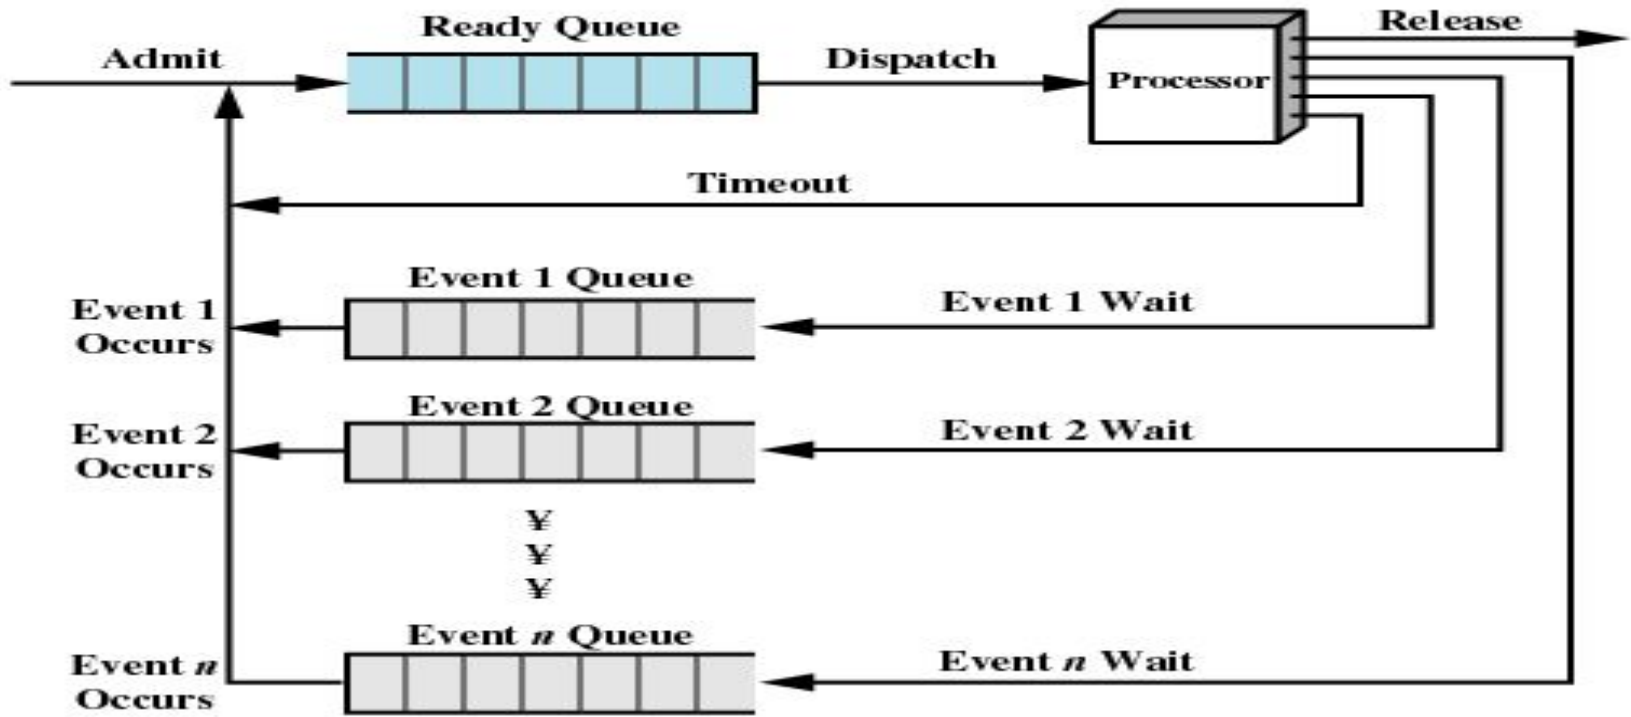 Ready Queue
Release
Admit
Dispatch
Processor
Timeout
Event 1 Queue
Event 1 Wait
Event 1
Occurs
Event 2 Queue
Event 2 Wait
Event 2
Occurs
¥
¥
¥
Event n Queue
Event n Wait
Event n
Occurs